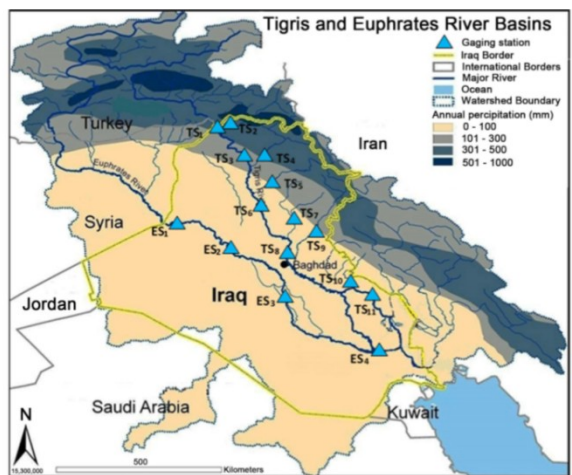 Tigris and Euphrates River Basins
Gaging station
Iraq Border
International Borders
Major River
Ocean
Watershed Boundary
Annual percipitation (mm)
0 - 100
101 - 300
301 - 500
501 - 1000
Turkey
Iran
Syria
Jordan
Iraq
Saudi Arabia
Kuwait
Baghdad
Euphrates River
Tigris R
TS1
TS2
TS3
TS4
TS5
TS6
TS7
TS8
TS9
TS10
TS11
ES1
ES2
ES3
ES4
N
500
Kilometers